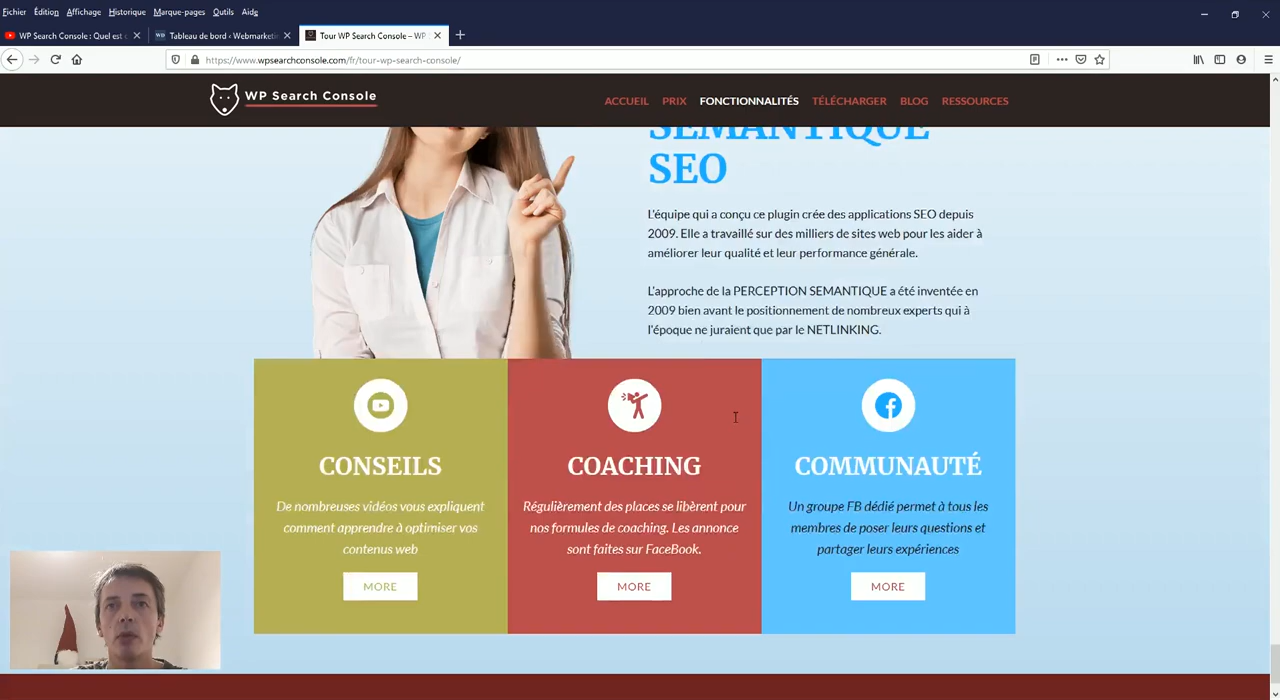 Fichier Édition Affichage Historique Marque-pages Outils Aide
WP Search Console : Quel est c
Tableau de bord ‹ Webmarketi
Tour WP Search Console – WP
https://www.wpsearchconsole.com/fr/tour-wp-search-console/
WP Search Console
ACCUEIL PRIX FONCTIONNALITÉS TÉLÉCHARGER BLOG RESSOURCES
SEMANTIQUE
SEO
L'équipe qui a conçu ce plugin crée des applications SEO depuis
2009. Elle a travaillé sur des milliers de sites web pour les aider à
améliorer leur qualité et leur performance générale.
L'approche de la PERCEPTION SEMANTIQUE a été inventée en
2009 bien avant le positionnement de nombreux experts qui à
l'époque ne juraient que par le NETLINKING.
CONSEILS
De nombreuses vidéos vous expliquent
comment apprendre à optimiser vos
contenus web
MORE
COACHING
Régulièrement des places se libèrent pour
nos formules de coaching. Les annonce
sont faites sur FaceBook.
MORE
COMMUNAUTÉ
Un groupe FB dédié permet à tous les
membres de poser leurs questions et
partager leurs expériences
MORE